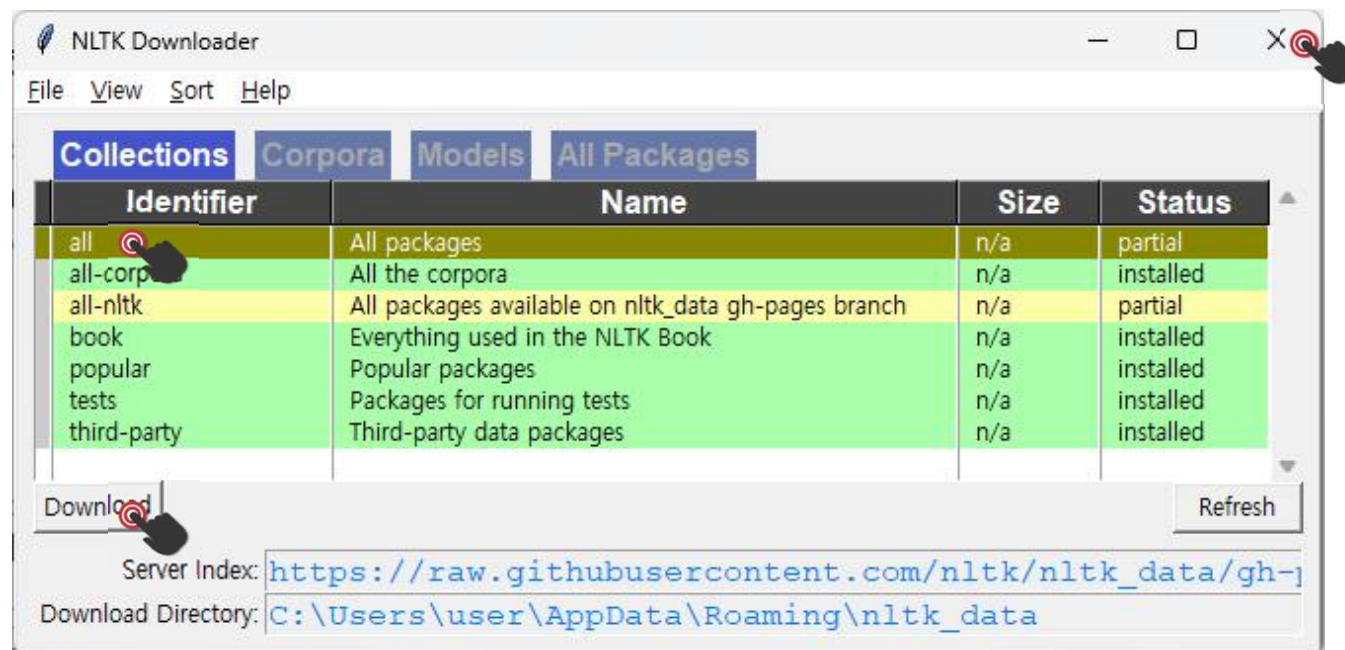 NLTK Downloader
File View Sort Help
Collections Corpora Models All Packages
Identifier Name Size Status
all All packages n/a partial
all-corpora All the corpora n/a installed
all-nltk All packages available on nltk_data gh-pages branch n/a partial
book Everything used in the NLTK Book n/a installed
popular Popular packages n/a installed
tests Packages for running tests n/a installed
third-party Third-party data packages n/a installed
Download Refresh
Server Index: https://raw.githubusercontent.com/nltk/nltk_data/gh-
Download Directory: C:\Users\user\AppData\Roaming\nltk_data